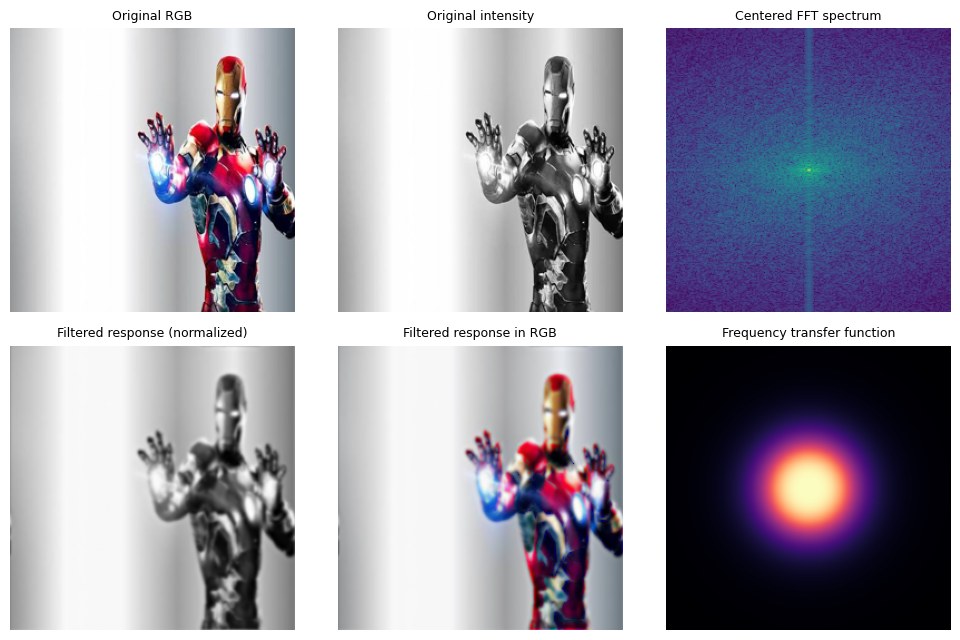 Original RGB
Original intensity
Centered FFT spectrum
Filtered response (normalized)
Filtered response in RGB
Frequency transfer function